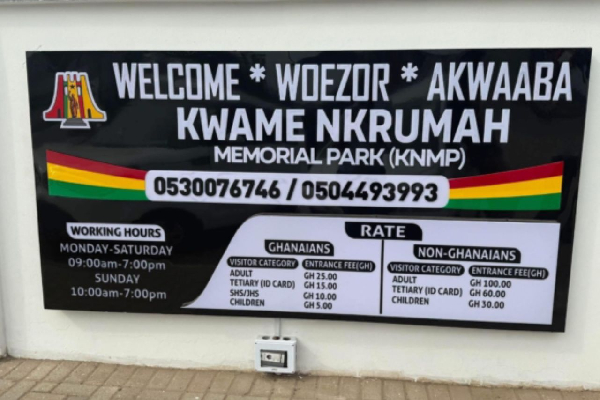 WELCOME * WOEZOR * AKWAABA
KWAME NKRUMAH
MEMORIAL PARK (KNMP)
0530076746 / 0504493993
WORKING HOURS
MONDAY-SATURDAY
09:00am-7:00pm
SUNDAY
10:00am-7:00pm
RATE
GHANAIANS
VISITOR CATEGORY ENTRANCE FEE(GH)
ADULT GH 25.00
TETIARY (ID CARD) GH 15.00
SHS/JHS GH 10.00
CHILDREN GH 5.00
NON-GHANAIANS
VISITOR CATEGORY ENTRANCE FEE(GH)
ADULT GH 100.00
TETIARY (ID CARD) GH 60.00
CHILDREN GH 30.00